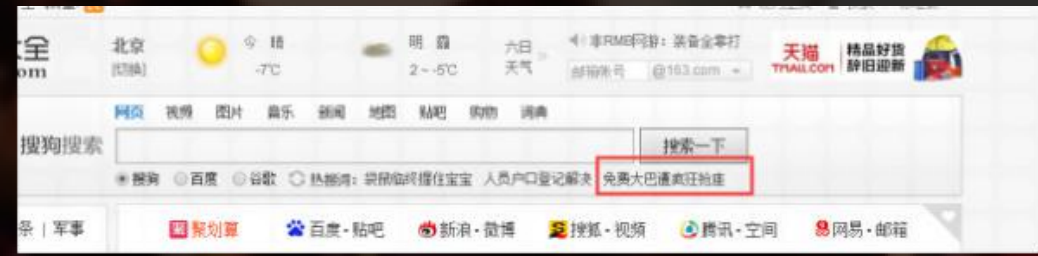 全
北京
今 晴
明 霾
六日
非RMB网游：装备全零打
天猫
精品好货
om
[切换]
-7℃
2~-5℃
天气
邮箱帐号
@163.com
TMALL.COM
辞旧迎新
网页 视频 图片 音乐 新闻 地图 贴吧 购物 词典
搜狗搜索
搜索一下
搜狗 百度 谷歌 热搜词：袋鼠临终搂住宝宝 人员户口登记解决 免费大巴遭疯狂抢座
条 | 军事
聚划算 百度·贴吧 新浪·微博 搜狐·视频 腾讯·空间 网易·邮箱